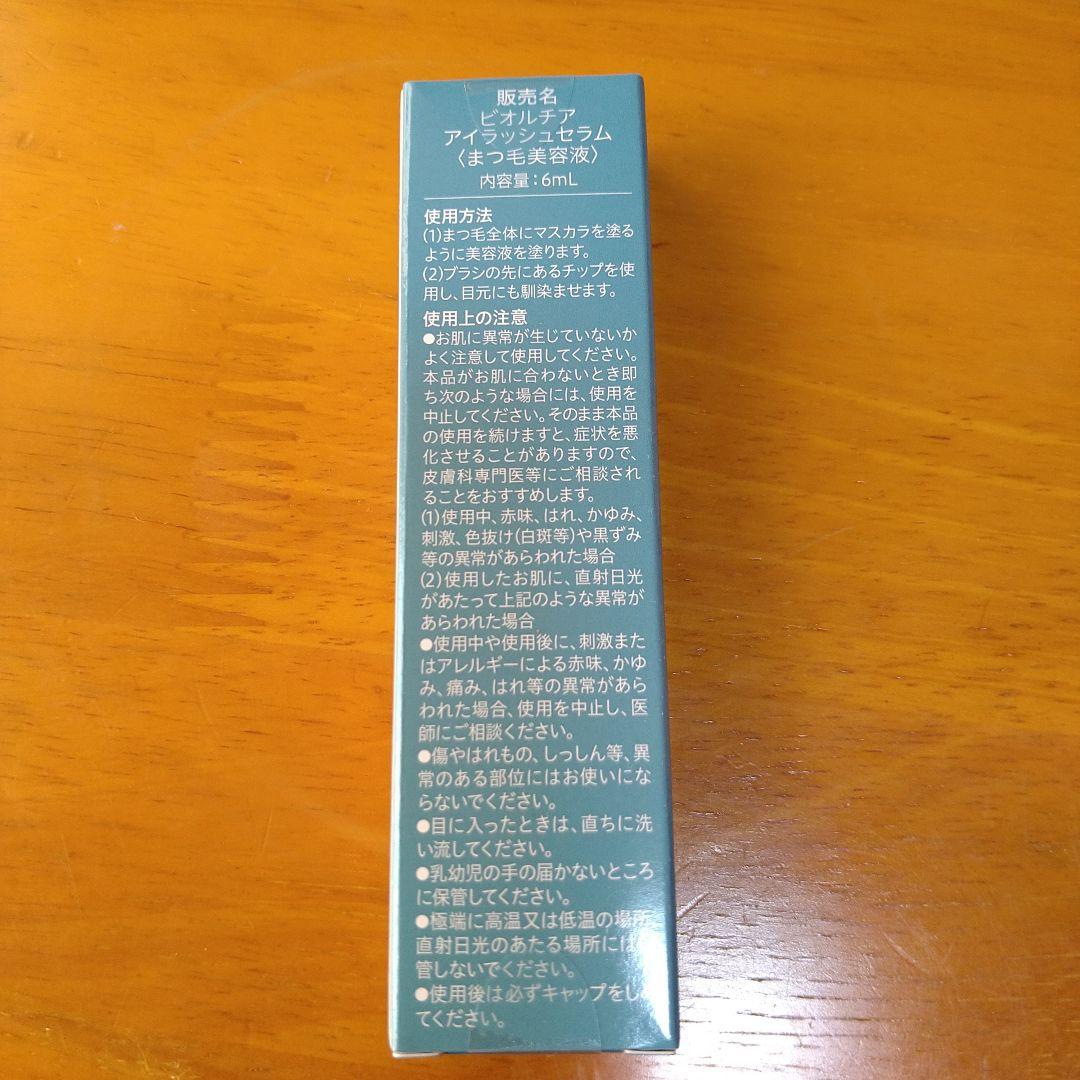 販売名
ビオルチア
アイラッシュセラム
〈まつ毛美容液〉
内容量：6mL
使用方法
(1)まつ毛全体にマスカラを塗る
ように美容液を塗ります。
(2)ブラシの先にあるチップを使
用し、目元にも馴染ませます。
使用上の注意
●お肌に異常が生じていないか
よく注意して使用してください。
本品がお肌に合わないとき即
ち次のような場合には、使用を
中止してください。そのまま本品
の使用を続けますと、症状を悪
化させることがありますので、
皮膚科専門医等にご相談され
ることをおすすめします。
(1)使用中、赤味、はれ、かゆみ、
刺激、色抜け(白斑等)や黒ずみ
等の異常があらわれた場合
(2)使用したお肌に、直射日光
があたって上記のような異常が
あらわれた場合
●使用中や使用後に、刺激また
はアレルギーによる赤味、かゆ
み、痛み、はれ等の異常があら
われた場合、使用を中止し、医
師にご相談ください。
●傷やはれもの、しっしん等、異
常のある部位にはお使いにな
らないでください。
●目に入ったときは、直ちに洗
い流してください。
●乳幼児の手の届かないところ
に保管してください。
●極端に高温又は低温の場所
直射日光のあたる場所には
管しないでください。
●使用後は必ずキャップをし
てください。